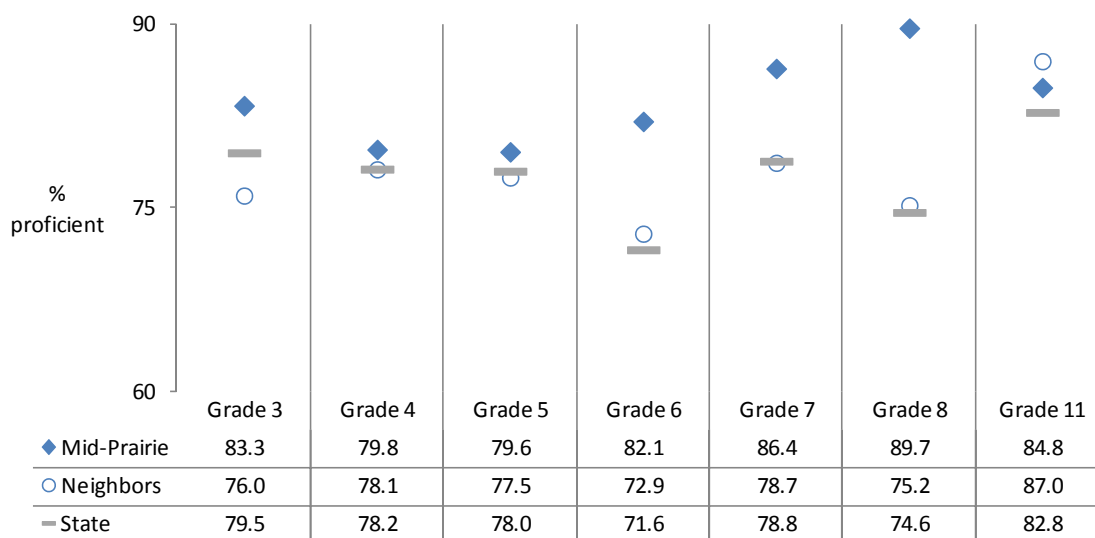 90
75
%
proficient
60
Grade 3 Grade 4 Grade 5 Grade 6 Grade 7 Grade 8 Grade 11
Mid-Prairie 83.3 79.8 79.6 82.1 86.4 89.7 84.8
Neighbors 76.0 78.1 77.5 72.9 78.7 75.2 87.0
State 79.5 78.2 78.0 71.6 78.8 74.6 82.8